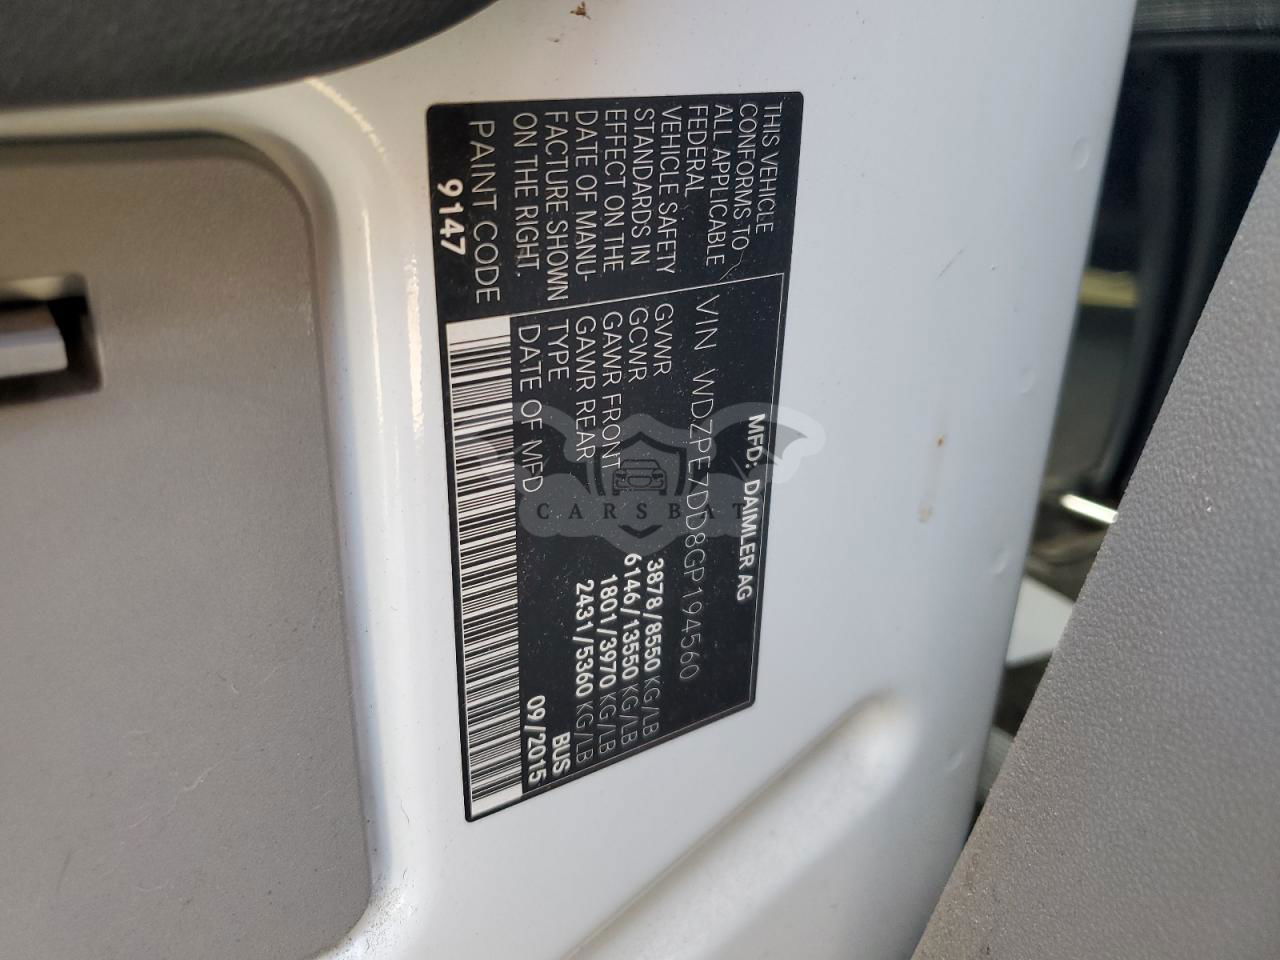 MFD: DAIMLER AG
THIS VEHICLE
CONFORMS TO
ALL APPLICABLE
FEDERAL
VEHICLE SAFETY
STANDARDS IN
EFFECT ON THE
DATE OF MANU-
FACTURE SHOWN
ON THE RIGHT.
PAINT CODE
9147
VIN WDZPE7DD8GP194560
GVWR 3878/8550 KG/LB
GCWR 6146/13550 KG/LB
GAWR FRONT 1801/3970 KG/LB
GAWR REAR 2431/5360 KG/LB
TYPE BUS
DATE OF MFD 09/2015
CARSBAT